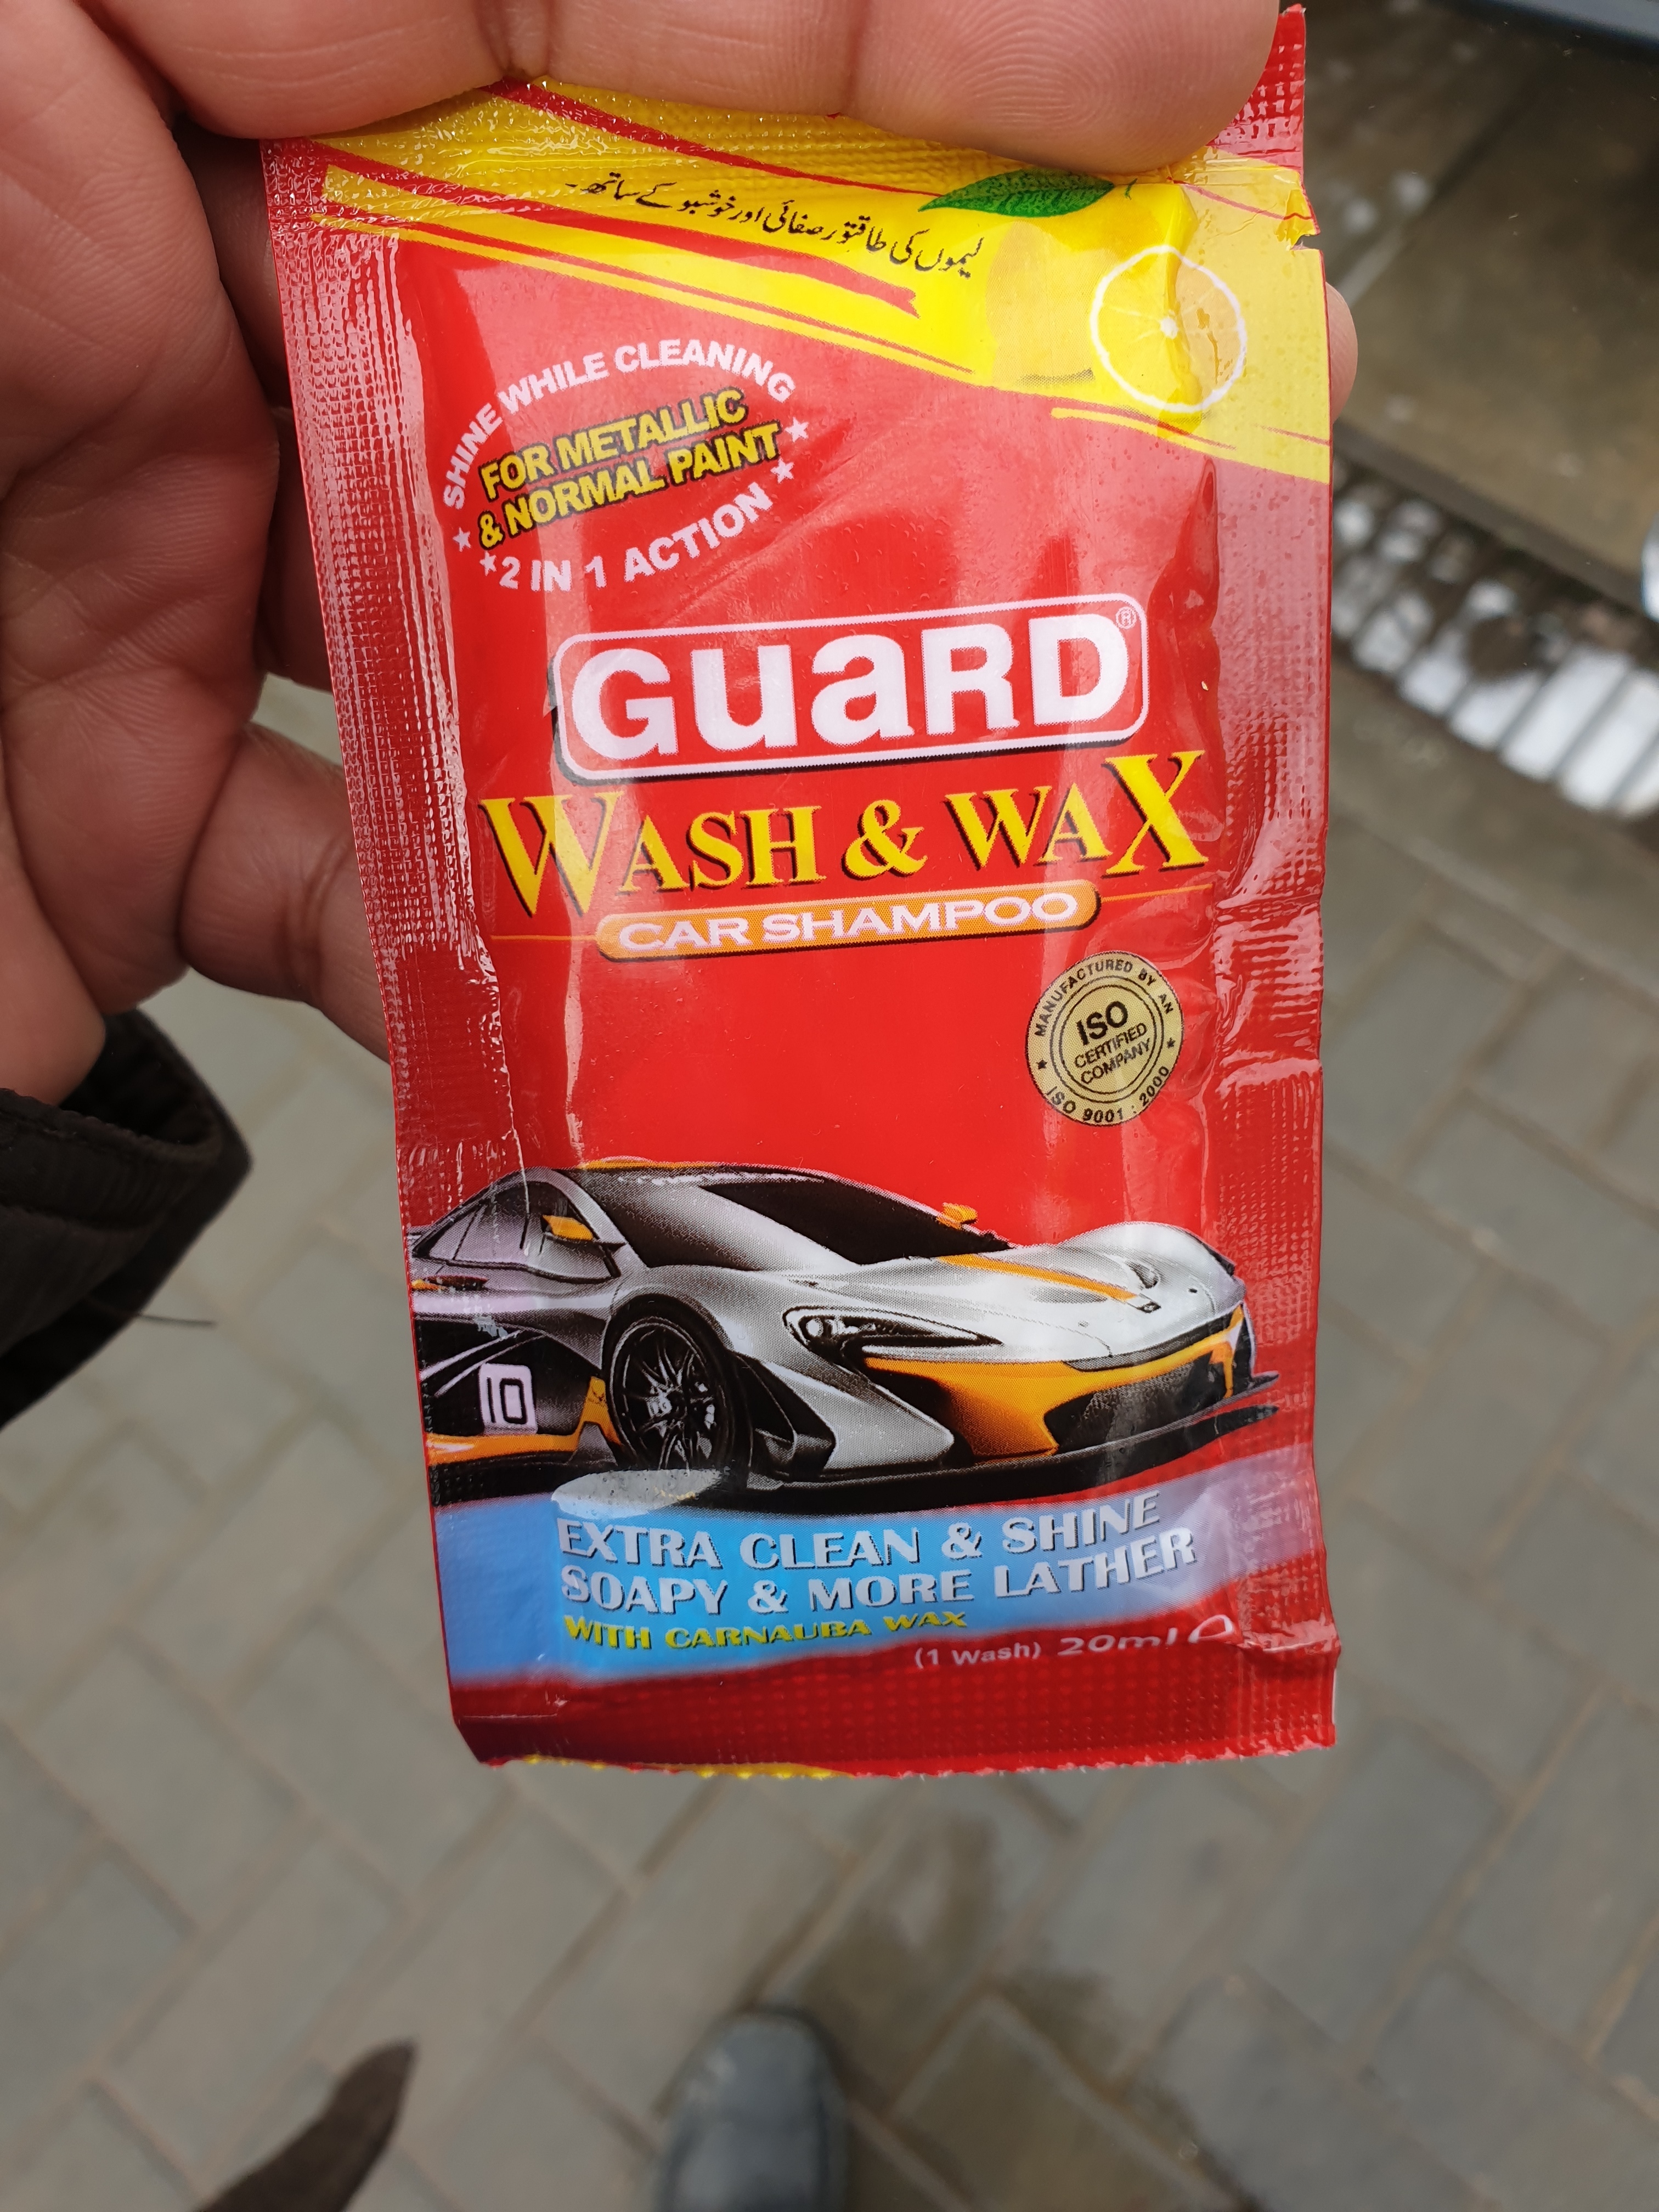 لیموں کی طاقتور صفائی اور خوشبو کے ساتھ۔
SHINE WHILE CLEANING
FOR METALLIC
& NORMAL PAINT
2 IN 1 ACTION
GUaRD®
WASH & WAX
CAR SHAMPOO
MANUFACTURED BY AN
ISO
CERTIFIED
COMPANY
ISO 9001 : 2000
10
EXTRA CLEAN & SHINE
SOAPY & MORE LATHER
WITH CARNAUBA WAX
(1 Wash) 20ml